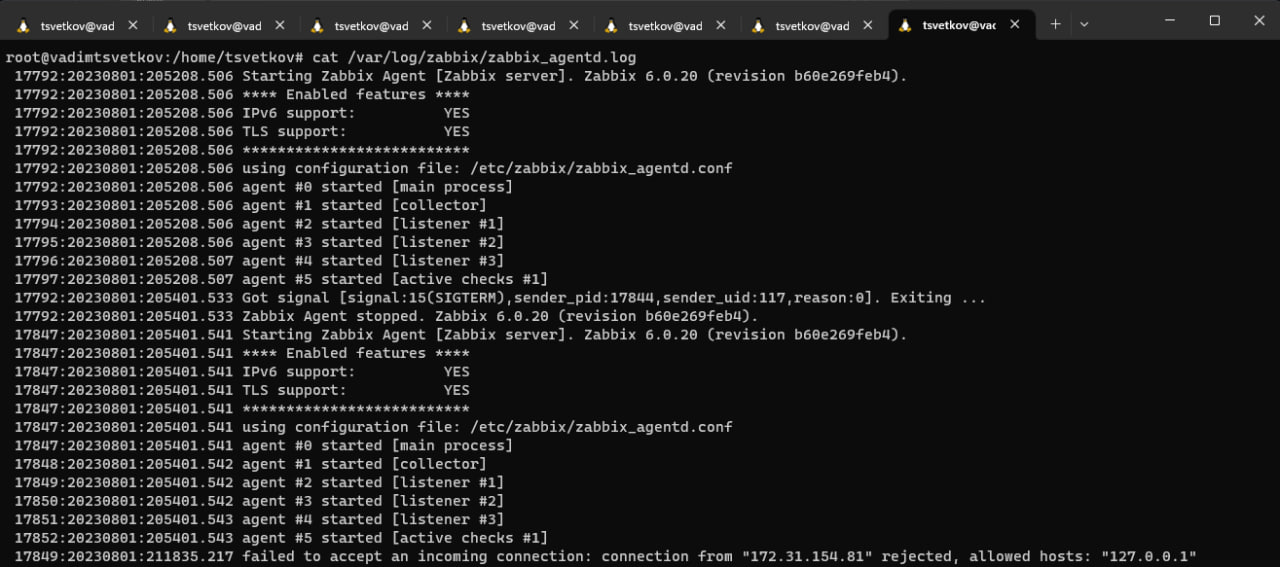 tsvetkov@vad tsvetkov@vad tsvetkov@vad tsvetkov@vad tsvetkov@vad tsvetkov@vad tsvetkov@vad
root@vadimtsvetkov:/home/tsvetkov# cat /var/log/zabbix/zabbix_agentd.log
17792:20230801:205208.506 Starting Zabbix Agent [Zabbix server]. Zabbix 6.0.20 (revision b60e269feb4).
17792:20230801:205208.506 **** Enabled features ****
17792:20230801:205208.506 IPv6 support:          YES
17792:20230801:205208.506 TLS support:           YES
17792:20230801:205208.506 **************************
17792:20230801:205208.506 using configuration file: /etc/zabbix/zabbix_agentd.conf
17792:20230801:205208.506 agent #0 started [main process]
17793:20230801:205208.506 agent #1 started [collector]
17794:20230801:205208.506 agent #2 started [listener #1]
17795:20230801:205208.506 agent #3 started [listener #2]
17796:20230801:205208.507 agent #4 started [listener #3]
17797:20230801:205208.507 agent #5 started [active checks #1]
17792:20230801:205401.533 Got signal [signal:15(SIGTERM),sender_pid:17844,sender_uid:117,reason:0]. Exiting ...
17792:20230801:205401.533 Zabbix Agent stopped. Zabbix 6.0.20 (revision b60e269feb4).
17847:20230801:205401.541 Starting Zabbix Agent [Zabbix server]. Zabbix 6.0.20 (revision b60e269feb4).
17847:20230801:205401.541 **** Enabled features ****
17847:20230801:205401.541 IPv6 support:          YES
17847:20230801:205401.541 TLS support:           YES
17847:20230801:205401.541 **************************
17847:20230801:205401.541 using configuration file: /etc/zabbix/zabbix_agentd.conf
17847:20230801:205401.541 agent #0 started [main process]
17848:20230801:205401.542 agent #1 started [collector]
17849:20230801:205401.542 agent #2 started [listener #1]
17850:20230801:205401.542 agent #3 started [listener #2]
17851:20230801:205401.543 agent #4 started [listener #3]
17852:20230801:205401.543 agent #5 started [active checks #1]
17849:20230801:211835.217 failed to accept an incoming connection: connection from "172.31.154.81" rejected, allowed hosts: "127.0.0.1"